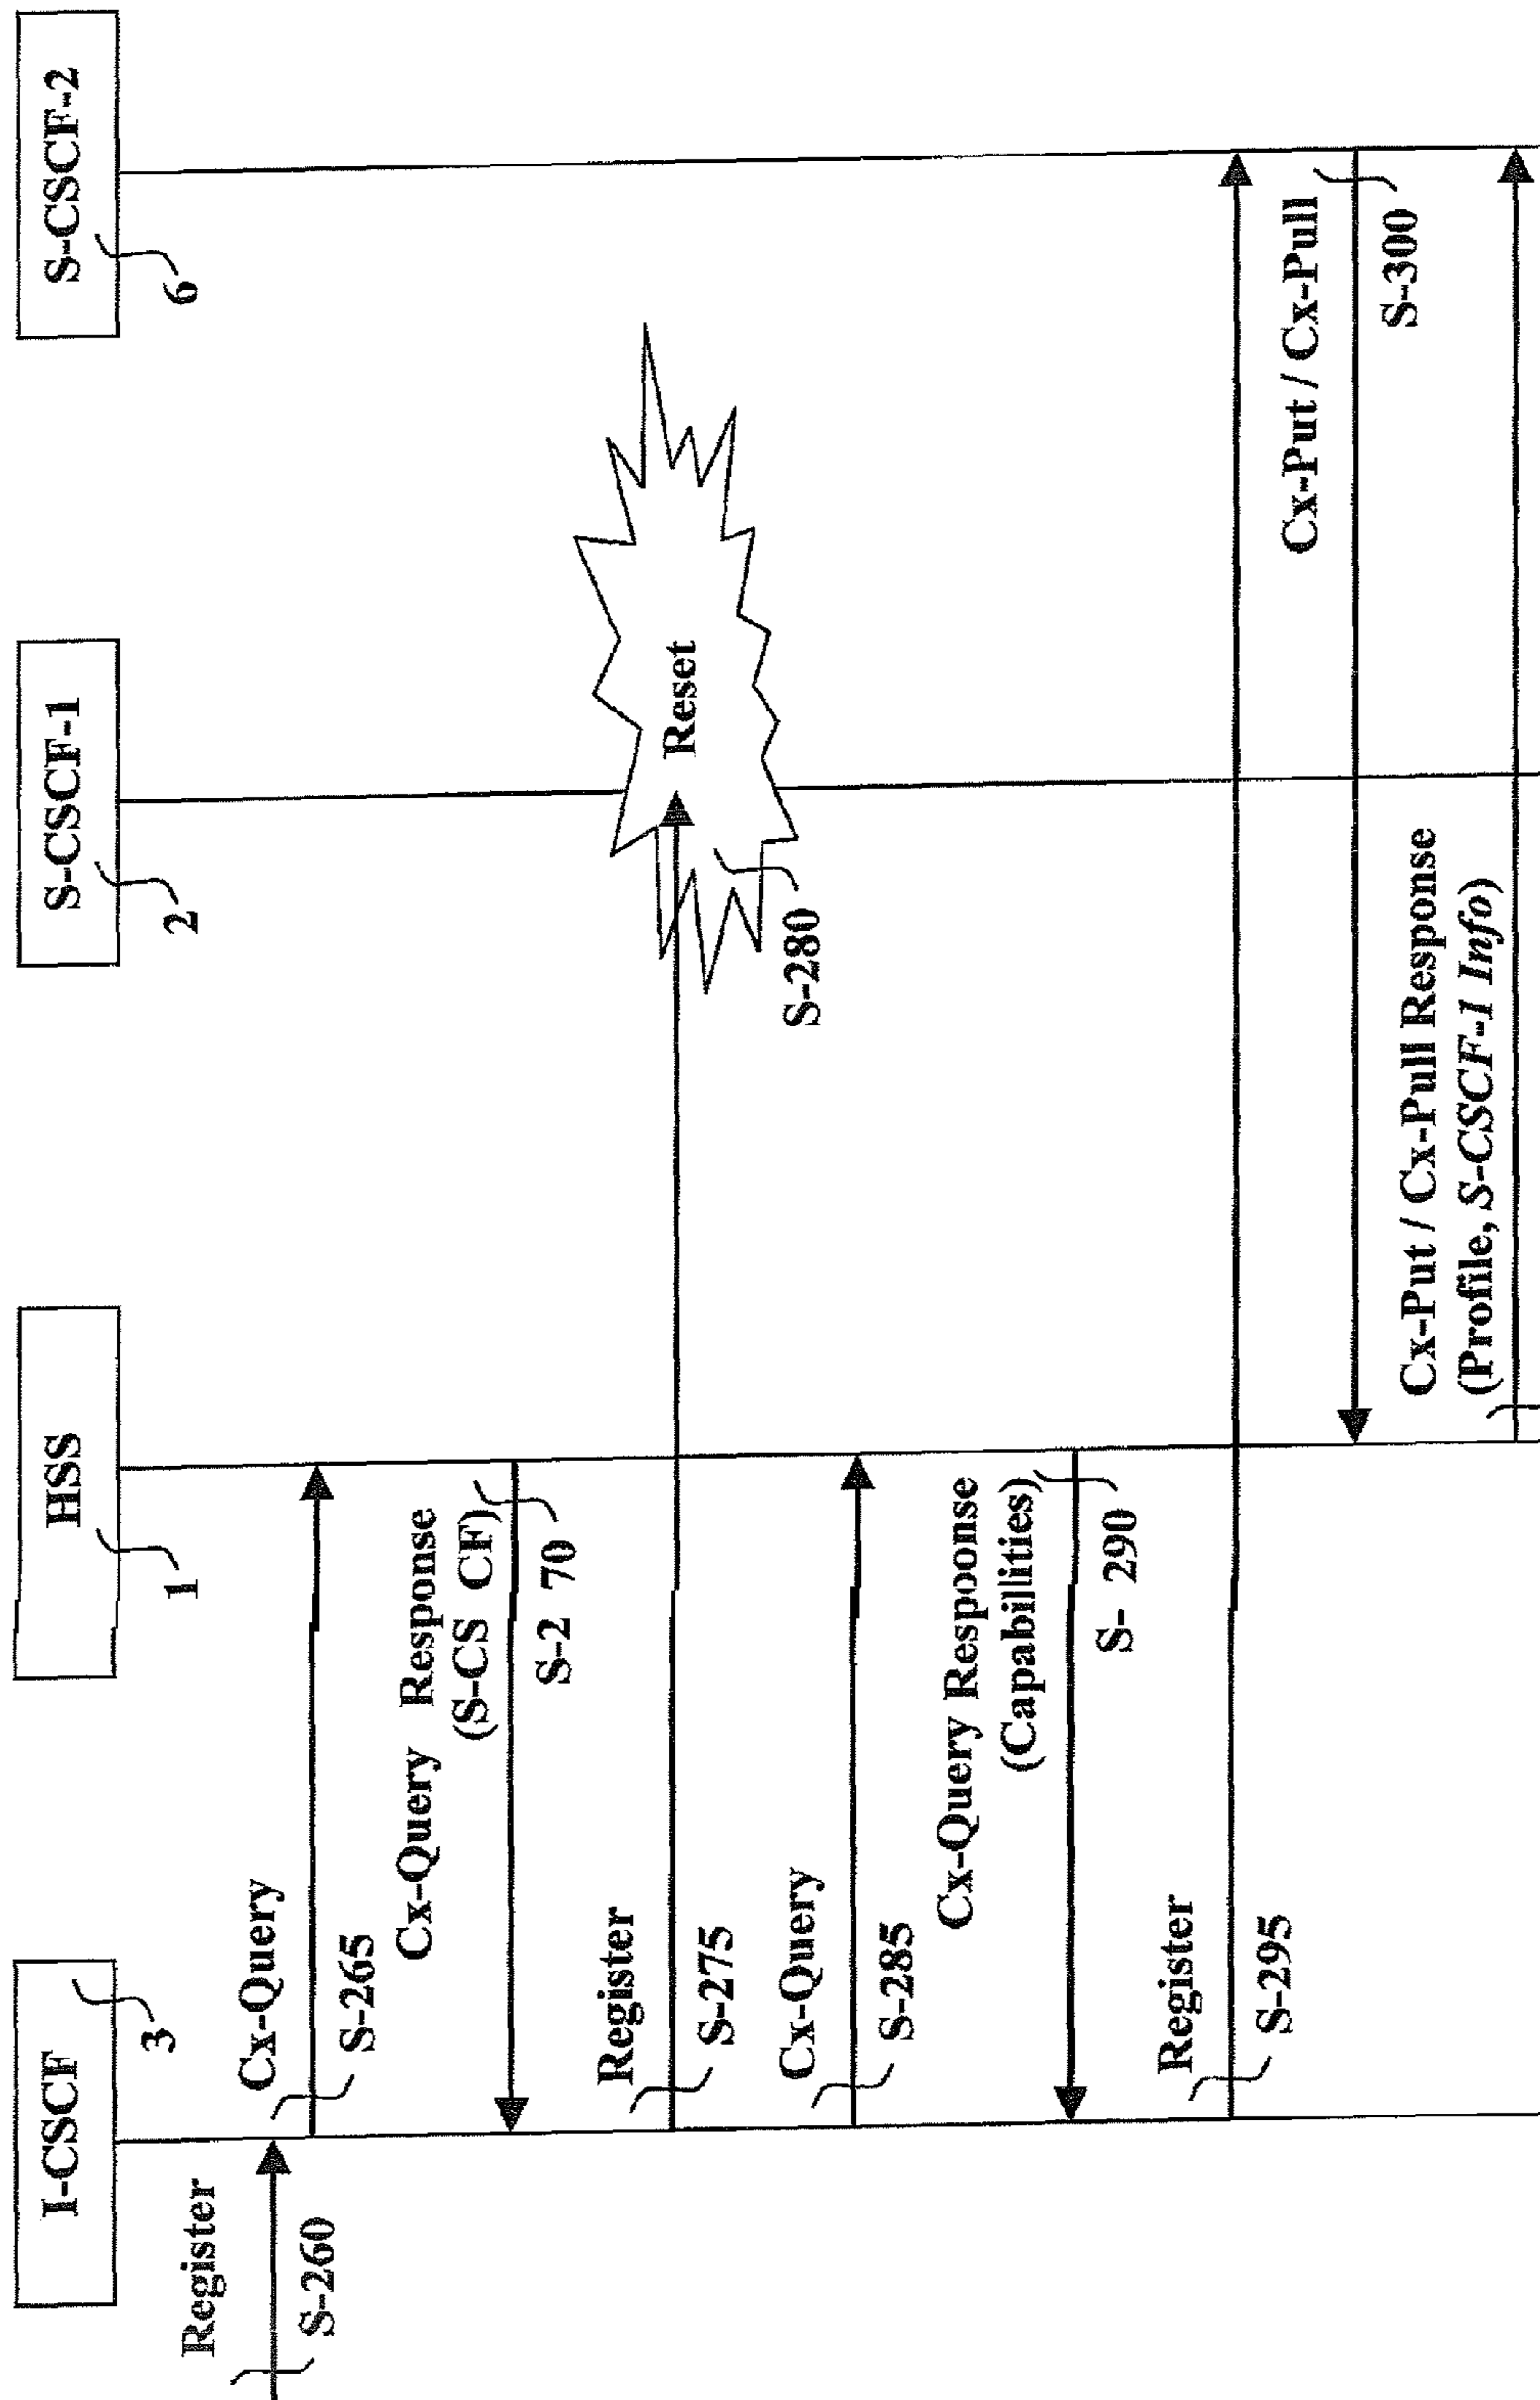 I-CSCF
3
HSS
1
S-CSCF-1
2
S-CSCF-2
6
Register
S-260
Cx-Query
S-265
Cx-Query Response
(S-CS CF)
S-2 70
Register
S-275
Reset
S-280
Cx-Query
S-285
Cx-Query Response
(Capabilities)
S- 290
Register
S-295
Cx-Put / Cx-Pull
S-300
Cx-Put / Cx-Pull Response
(Profile, S-CSCF-1 Info)